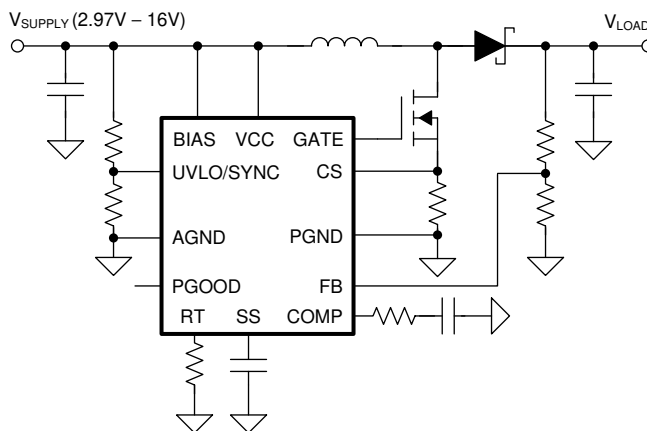 VSUPPLY (2.97V – 16V)
VLOAD
BIAS VCC GATE
UVLO/SYNC CS
AGND PGND
PGOOD FB
RT SS COMP